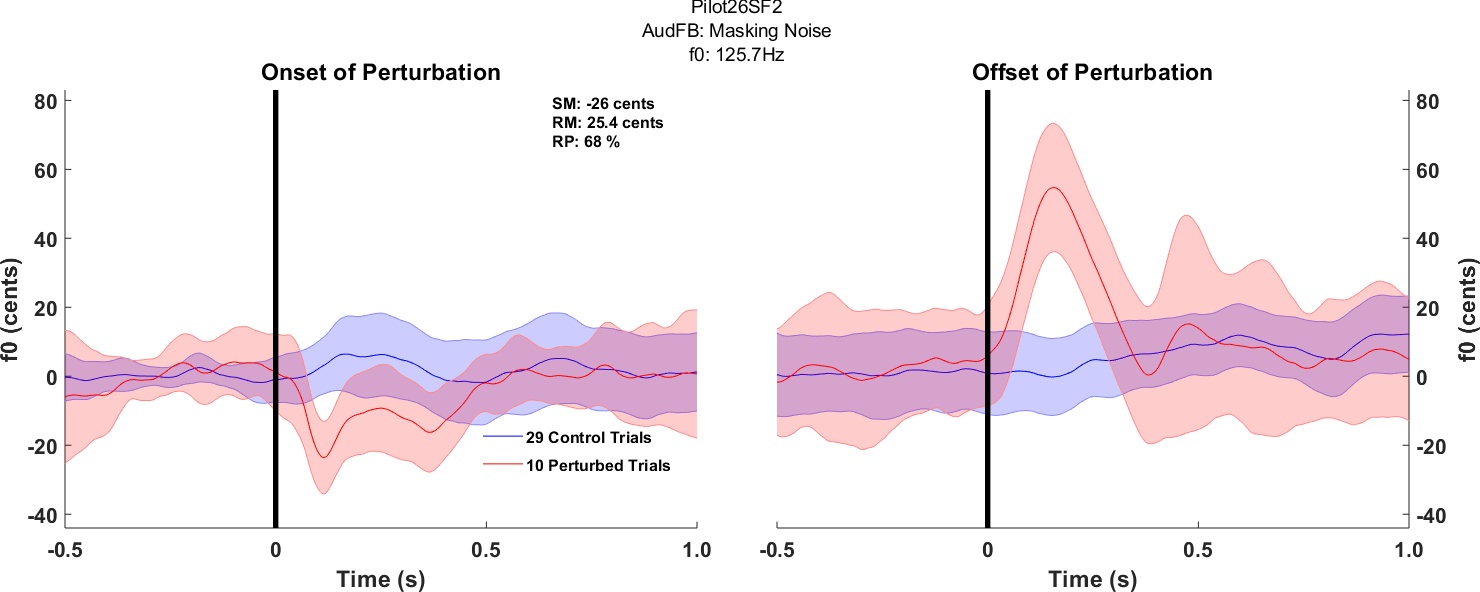 Pilot26SF2
AudFB: Masking Noise
f0: 125.7Hz
Onset of Perturbation
SM: -26 cents
RM: 25.4 cents
RP: 68 %
80
60
40
20
0
-20
-40
f0 (cents)
29 Control Trials
10 Perturbed Trials
-0.5 0 0.5 1.0
Time (s)
Offset of Perturbation
80
60
40
20
0
-20
-40
f0 (cents)
-0.5 0 0.5 1.0
Time (s)